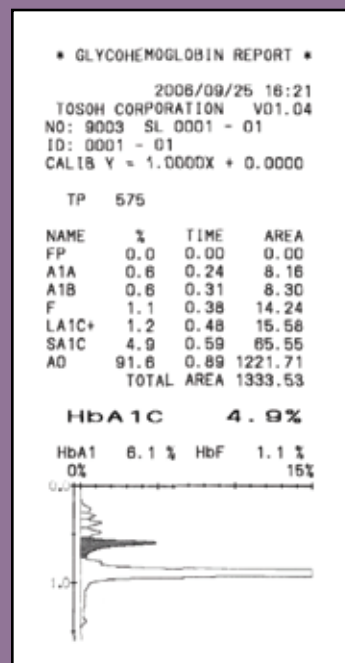 * GLYCOHEMOGLOBIN REPORT *
2006/09/25 16:21
TOSOH CORPORATION V01.04
NO: 9003 SL 0001 - 01
ID: 0001 - 01
CALIB Y = 1.0000X + 0.0000
TP 575
NAME % TIME AREA
FP 0.0 0.00 0.00
A1A 0.6 0.24 8.16
A1B 0.6 0.31 8.30
F 1.1 0.38 14.24
LA1C+ 1.2 0.48 15.58
SA1C 4.9 0.59 65.55
A0 91.6 0.89 1221.71
TOTAL AREA 1333.53
HbA1C 4.9%
HbA1 6.1 % HbF 1.1 %
0% 15%
0.0
1.0